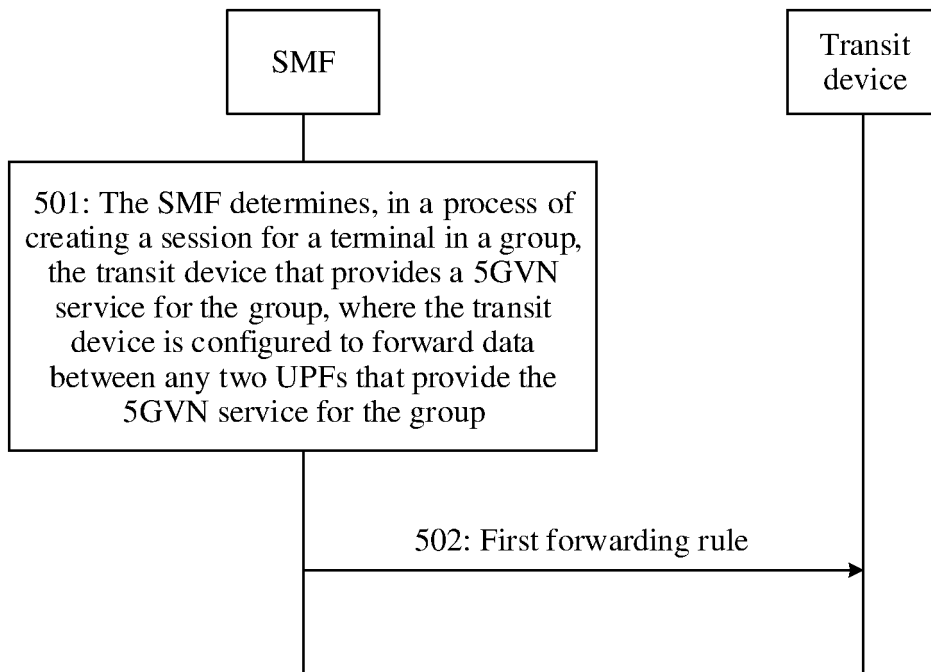 SMF
Transit
device
501: The SMF determines, in a process of
creating a session for a terminal in a group,
the transit device that provides a 5GVN
service for the group, where the transit
device is configured to forward data
between any two UPFs that provide the
5GVN service for the group
502: First forwarding rule